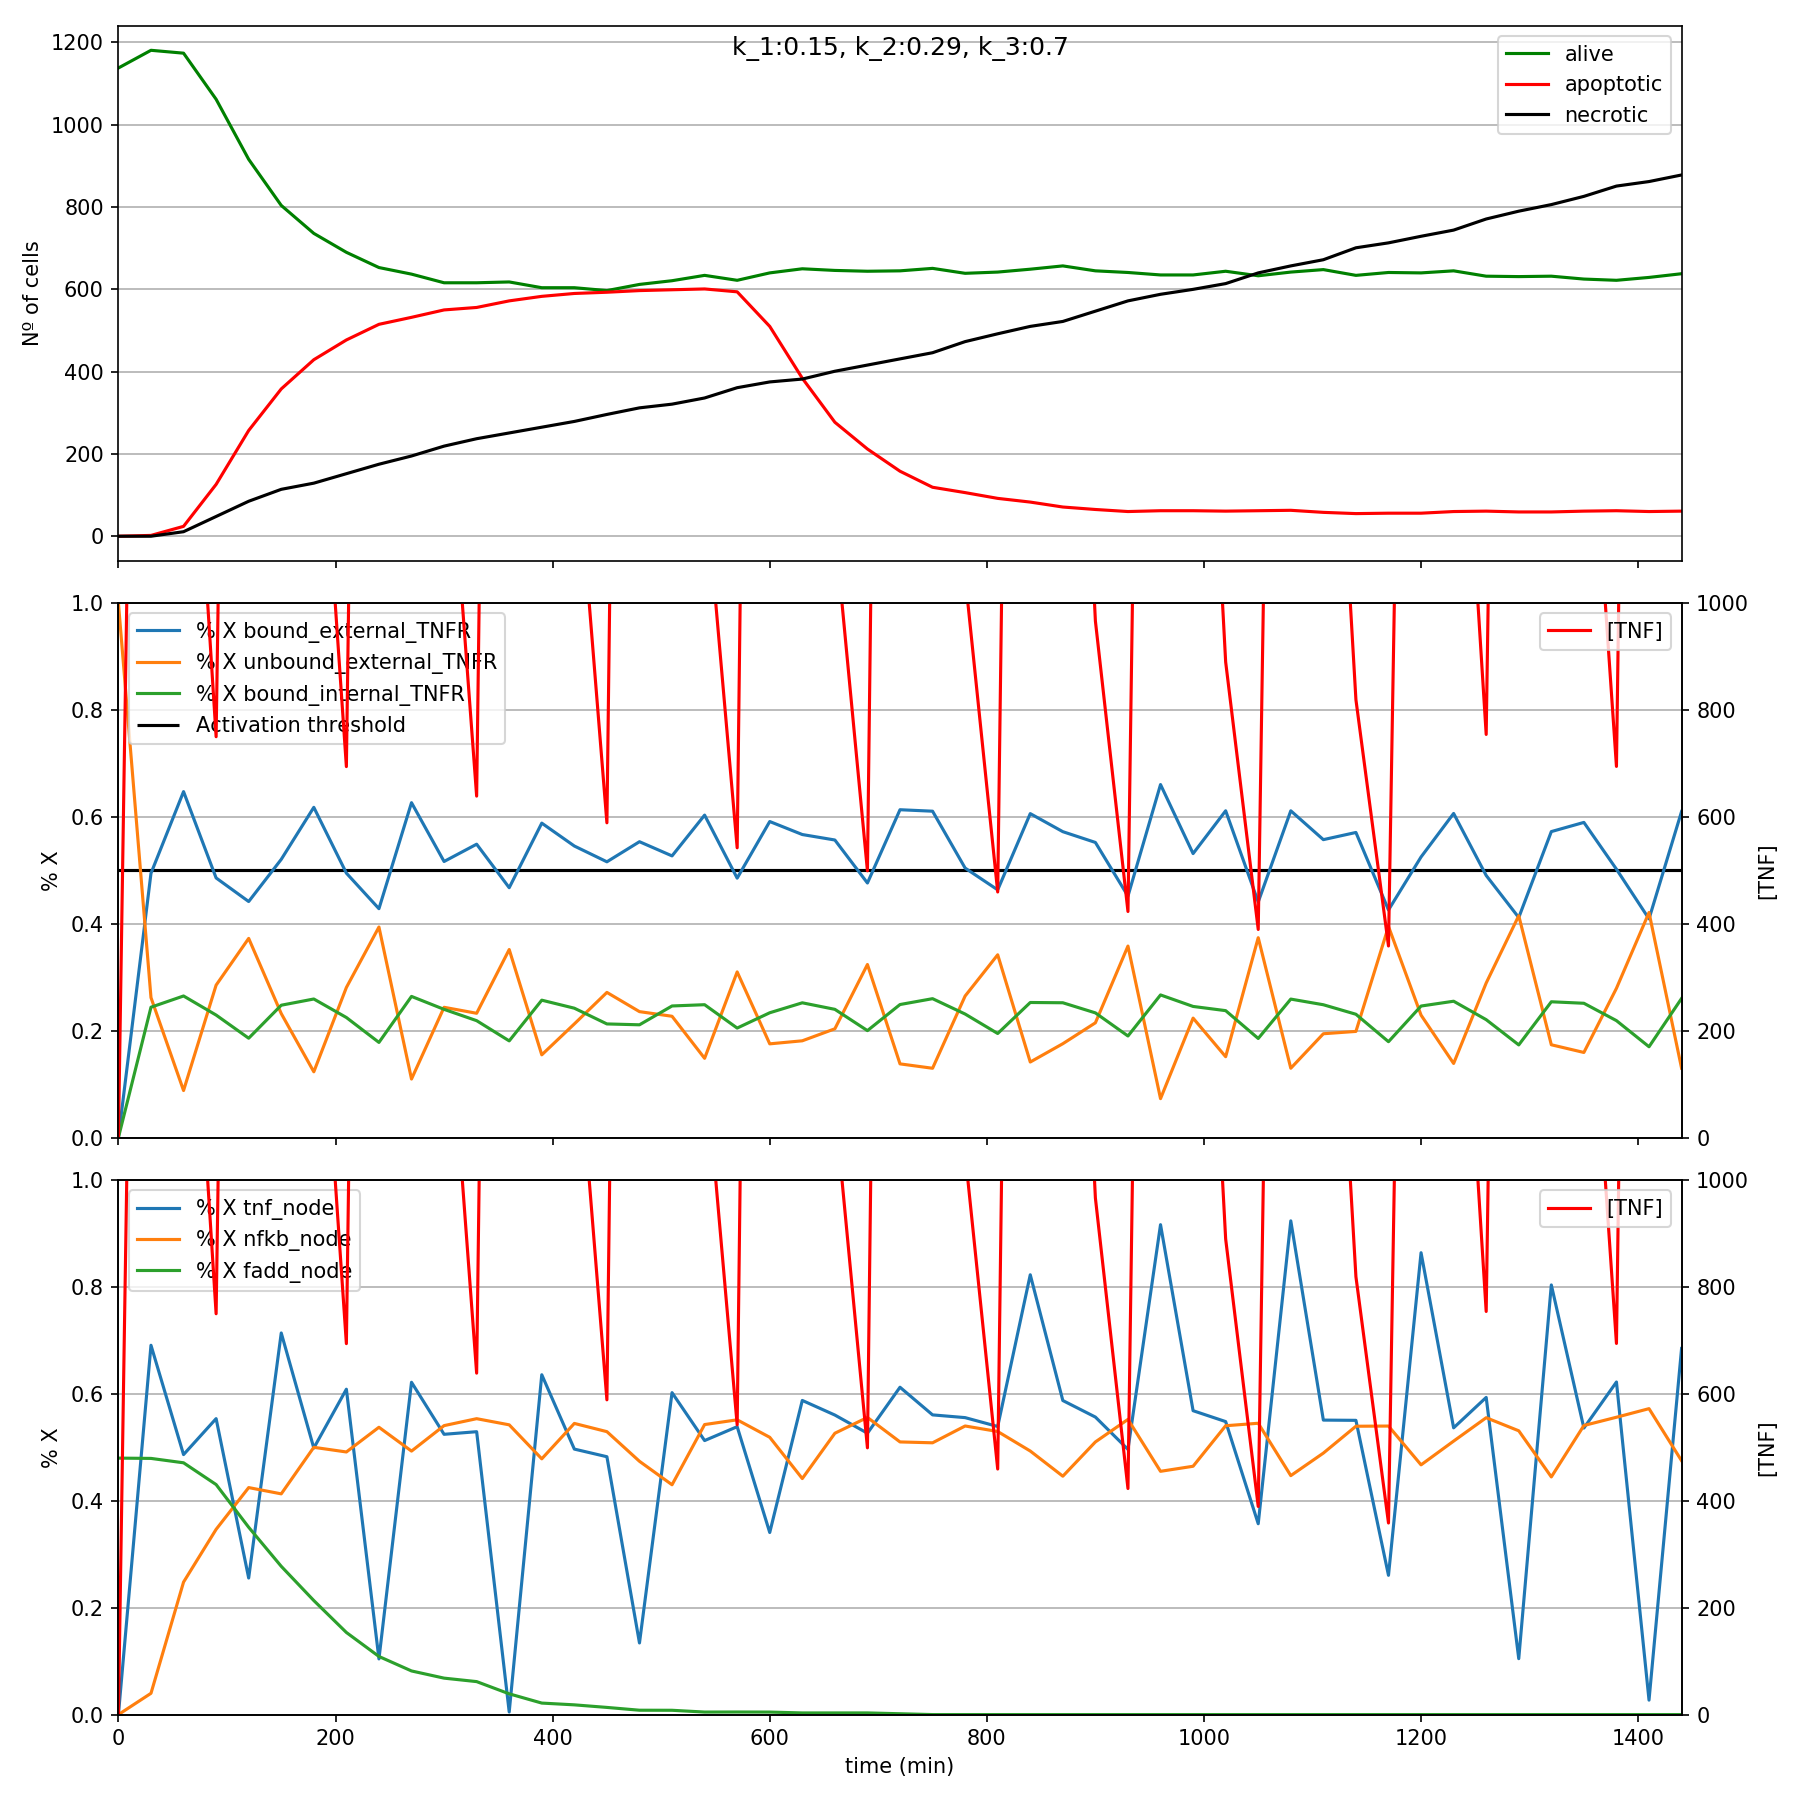 k_1:0.15, k_2:0.29, k_3:0.7
alive
apoptotic
necrotic
1200
1000
800
600
400
200
0
Nº of cells
% X bound_external_TNFR
% X unbound_external_TNFR
% X bound_internal_TNFR
Activation threshold
[TNF]
1.0
0.8
0.6
0.4
0.2
0.0
% X
1000
800
600
400
200
0
[TNF]
% X tnf_node
% X nfkb_node
% X fadd_node
[TNF]
1.0
0.8
0.6
0.4
0.2
0.0
% X
1000
800
600
400
200
0
[TNF]
0 200 400 600 800 1000 1200 1400
time (min)